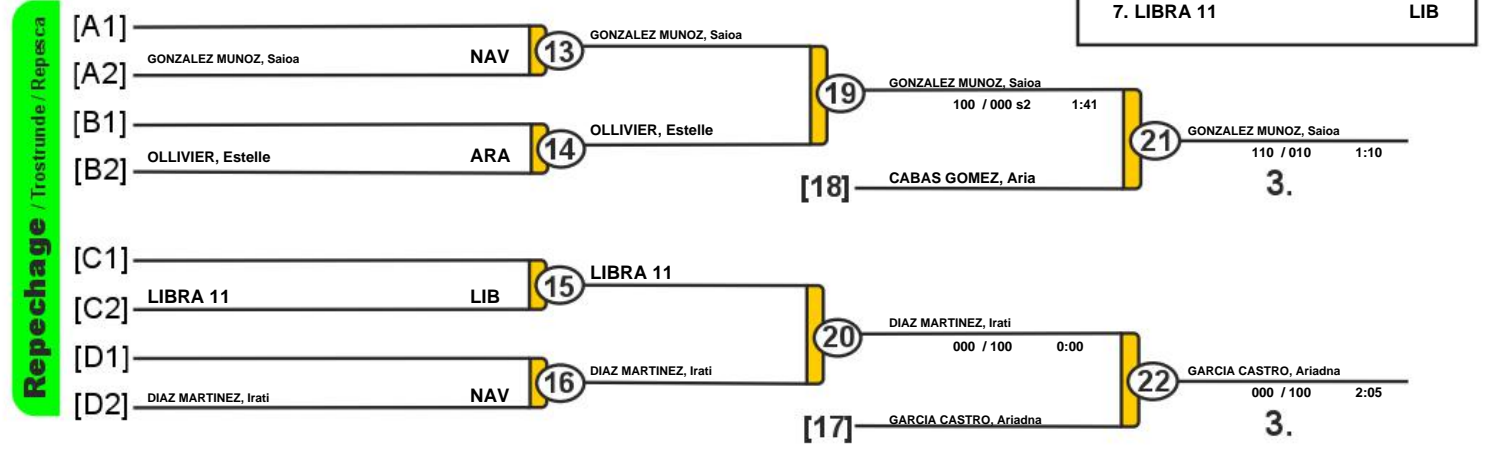 7. LIBRA 11 LIB
Repechage / Trostrunde / Repesca
[A1]
GONZALEZ MUNOZ, Saioa NAV
[A2]
13
GONZALEZ MUNOZ, Saioa
[B1]
OLLIVIER, Estelle ARA
[B2]
14
OLLIVIER, Estelle
19
GONZALEZ MUNOZ, Saioa
100 / 000 s2 1:41
[18] CABAS GOMEZ, Aria
21
GONZALEZ MUNOZ, Saioa
110 / 010 1:10
3.
[C1]
LIBRA 11 LIB
[C2]
15
LIBRA 11
[D1]
DIAZ MARTINEZ, Irati NAV
[D2]
16
DIAZ MARTINEZ, Irati
20
DIAZ MARTINEZ, Irati
000 / 100 0:00
[17] GARCIA CASTRO, Ariadna
22
GARCIA CASTRO, Ariadna
000 / 100 2:05
3.